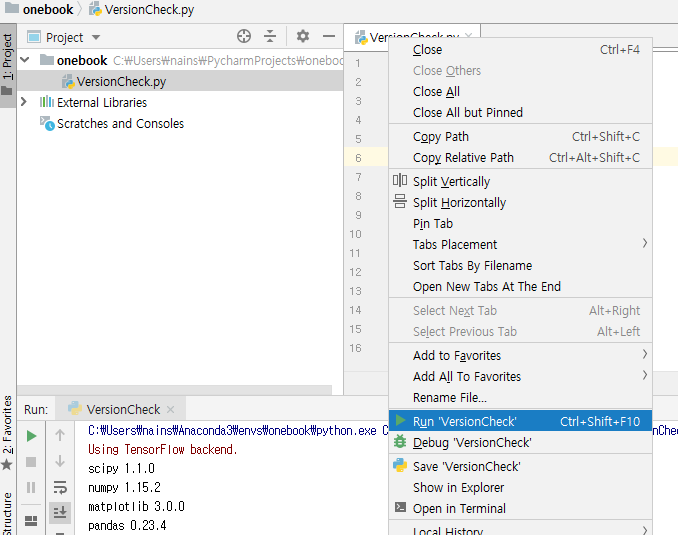 onebook 〉 VersionCheck.py
1: Project
Project
onebook C:₩Users₩nains₩PycharmProjects₩oneboo
VersionCheck.py
External Libraries
Scratches and Consoles
VersionCheck.py
1
2
3
4
5
6
7
8
9
10
11
12
13
14
15
16
Close Ctrl+F4
Close Others
Close All
Close All but Pinned
Copy Path Ctrl+Shift+C
Copy Relative Path Ctrl+Alt+Shift+C
Split Vertically
Split Horizontally
Pin Tab
Tabs Placement
Sort Tabs By Filename
Open New Tabs At The End
Select Next Tab Alt+Right
Select Previous Tab Alt+Left
Add to Favorites
Add All To Favorites
Rename File...
Run 'VersionCheck' Ctrl+Shift+F10
Debug 'VersionCheck'
Save 'VersionCheck'
Show in Explorer
Open in Terminal
Local History
2: Favorites
Structure
Run: VersionCheck
C:₩Users₩nains₩Anaconda3₩envs₩onebook₩python.exe C
onChec
Using TensorFlow backend.
scipy 1.1.0
numpy 1.15.2
matplotlib 3.0.0
pandas 0.23.4